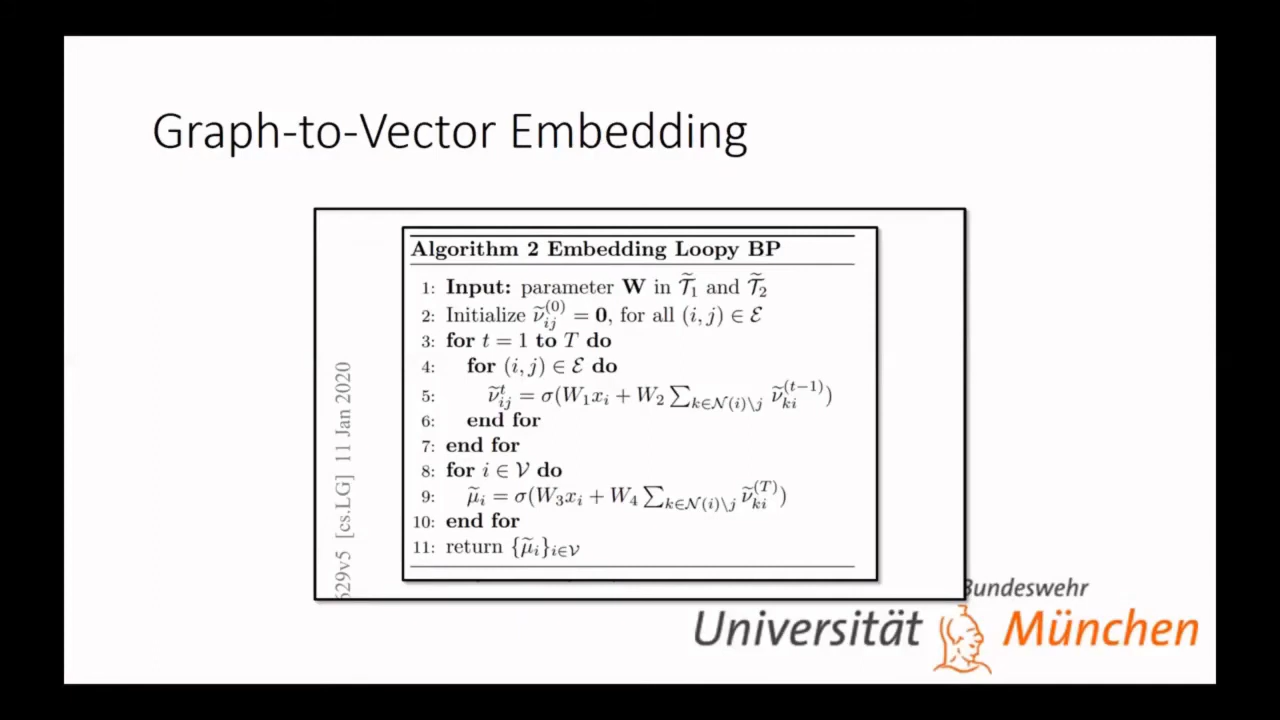 Graph-to-Vector Embedding
Algorithm 2 Embedding Loopy BP
1: Input: parameter W in 𝒯̃₁ and 𝒯̃₂
2: Initialize ν̃ᵢⱼ⁽⁰⁾ = 0, for all (i, j) ∈ ℰ
3: for t = 1 to T do
4: for (i, j) ∈ ℰ do
5: ν̃ᵢⱼᵗ = σ(W₁xᵢ + W₂ ∑_{k∈𝒩(i)\j} ν̃ₖᵢ⁽ᵗ⁻¹⁾)
6: end for
7: end for
8: for i ∈ 𝒱 do
9: μ̃ᵢ = σ(W₃xᵢ + W₄ ∑_{k∈𝒩(i)\j} ν̃ₖᵢ⁽ᵀ⁾)
10: end for
11: return {μ̃ᵢ}_{i∈𝒱}
629v5 [cs.LG] 11 Jan 2020
Bundeswehr
Universität München